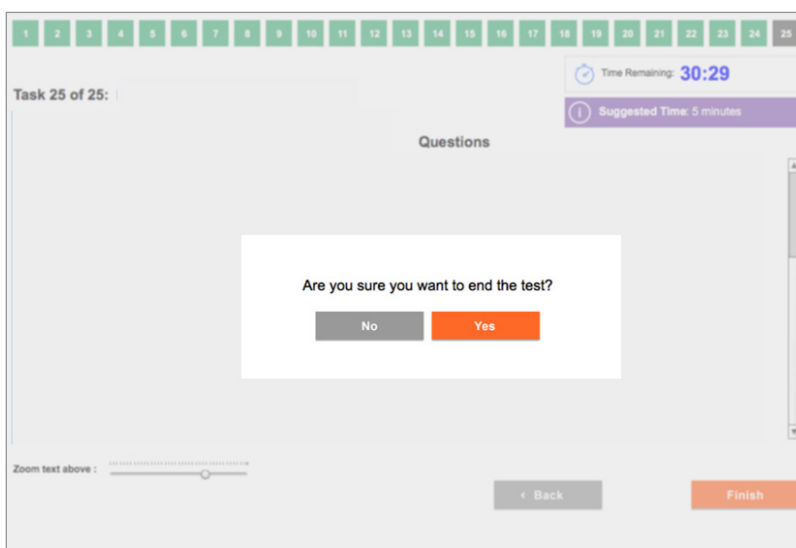 1 2 3 4 5 6 7 8 9 10 11 12 13 14 15 16 17 18 19 20 21 22 23 24 25
Time Remaining: 30:29
Task 25 of 25:
Suggested Time: 5 minutes
Questions
Are you sure you want to end the test?
No Yes
Zoom text above :
‹ Back Finish